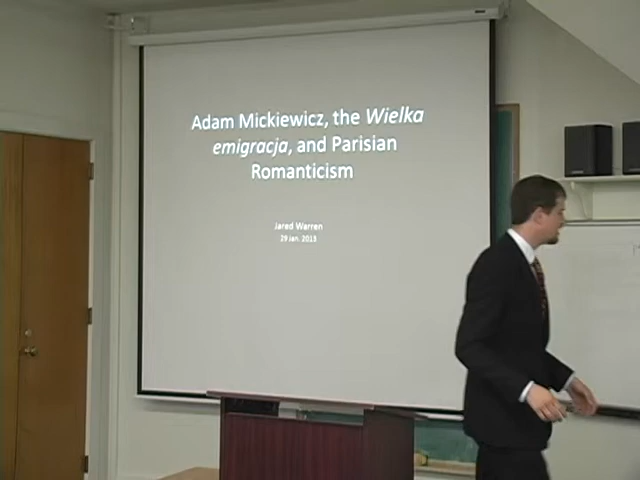 Adam Mickiewicz, the Wielka
emigracja, and Parisian
Romanticism
Jared Warren
29 Jan. 2013